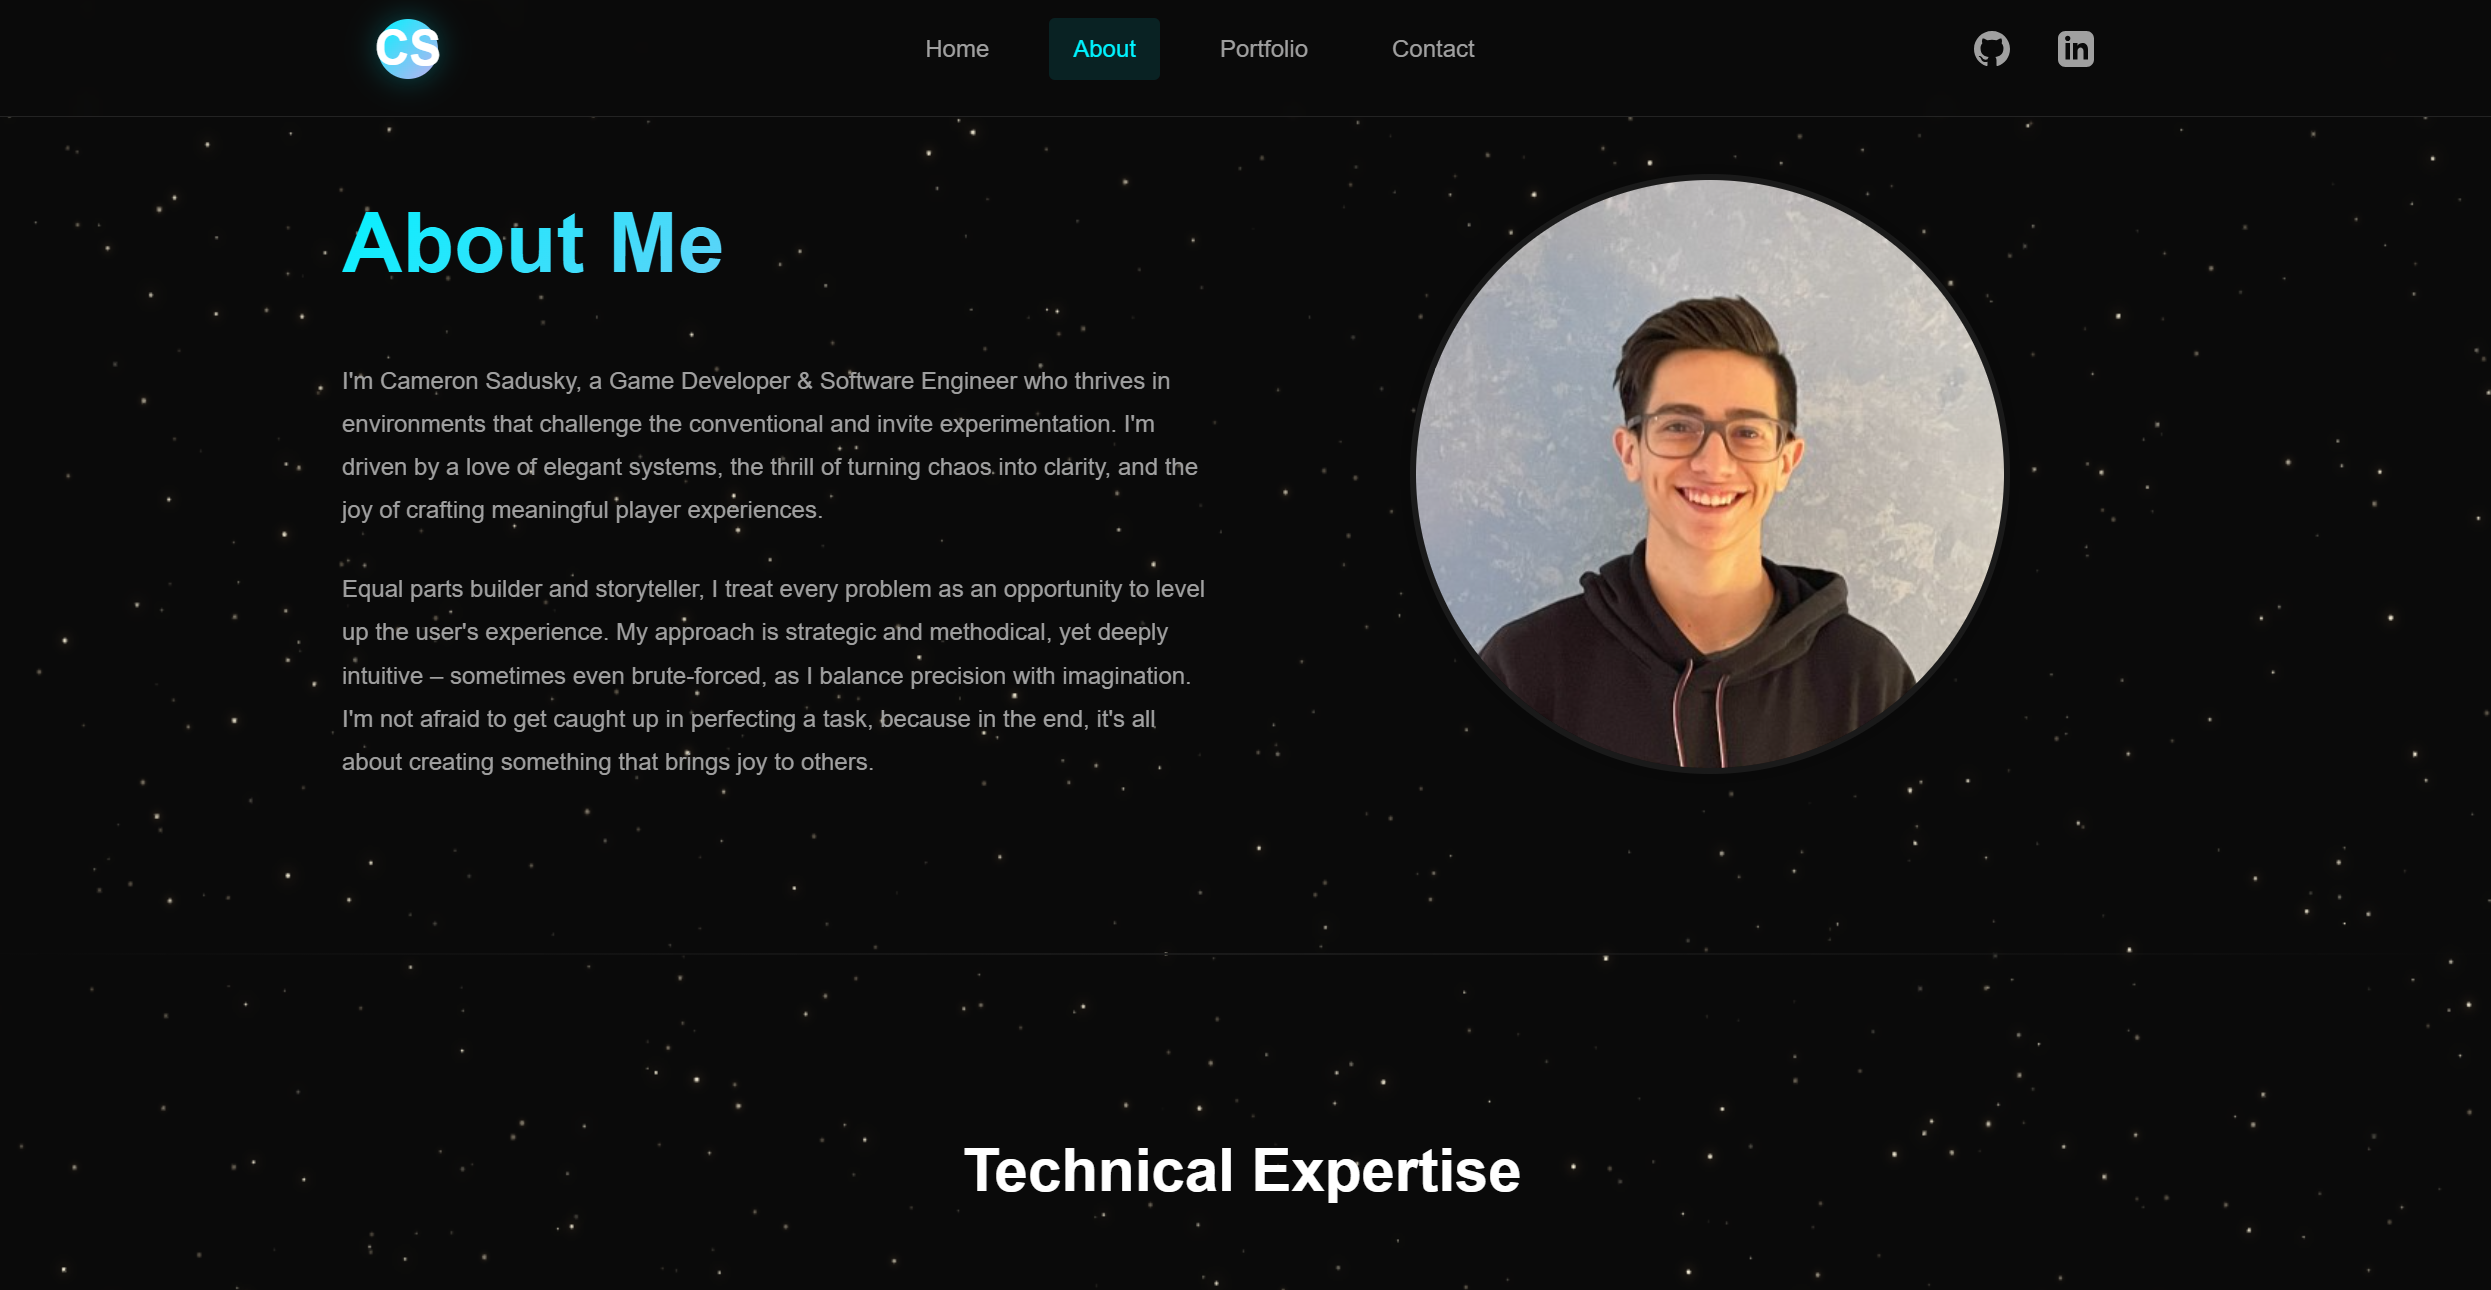 CS
Home
About
Portfolio
Contact
in
About Me
I'm Cameron Sadusky, a Game Developer & Software Engineer who thrives in
environments that challenge the conventional and invite experimentation. I'm
driven by a love of elegant systems, the thrill of turning chaos into clarity, and the
joy of crafting meaningful player experiences.
Equal parts builder and storyteller, I treat every problem as an opportunity to level
up the user's experience. My approach is strategic and methodical, yet deeply
intuitive – sometimes even brute-forced, as I balance precision with imagination.
I'm not afraid to get caught up in perfecting a task, because in the end, it's all
about creating something that brings joy to others.
Technical Expertise